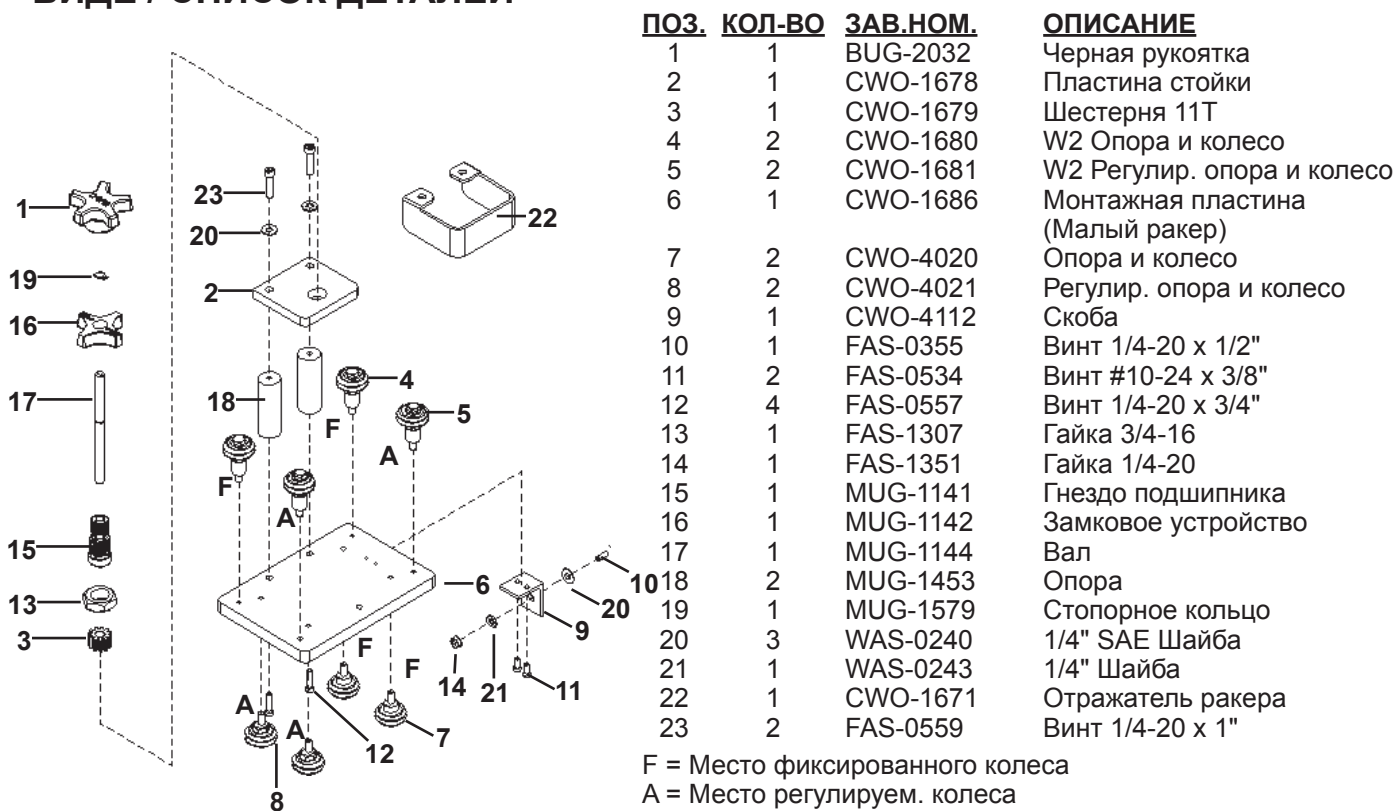 ВИДЕ / СПИСОК ДЕТАЛЕЙ
ПОЗ. КОЛ-ВО ЗАВ.НОМ. ОПИСАНИЕ
1 1 BUG-2032 Черная рукоятка
2 1 CWO-1678 Пластина стойки
3 1 CWO-1679 Шестерня 11T
4 2 CWO-1680 W2 Опора и колесо
5 2 CWO-1681 W2 Регулир. опора и колесо
6 1 CWO-1686 Монтажная пластина
(Малый ракер)
7 2 CWO-4020 Опора и колесо
8 2 CWO-4021 Регулир. опора и колесо
9 1 CWO-4112 Скоба
10 1 FAS-0355 Винт 1/4-20 x 1/2"
11 2 FAS-0534 Винт #10-24 x 3/8"
12 4 FAS-0557 Винт 1/4-20 x 3/4"
13 1 FAS-1307 Гайка 3/4-16
14 1 FAS-1351 Гайка 1/4-20
15 1 MUG-1141 Гнездо подшипника
16 1 MUG-1142 Замковое устройство
17 1 MUG-1144 Вал
18 2 MUG-1453 Опора
19 1 MUG-1579 Стопорное кольцо
20 3 WAS-0240 1/4" SAE Шайба
21 1 WAS-0243 1/4" Шайба
22 1 CWO-1671 Отражатель ракера
23 2 FAS-0559 Винт 1/4-20 x 1"
F = Место фиксированного колеса
A = Место регулируем. колеса
1
19
16
17
15
13
3
23
20
2
18
22
4
F
5
A
F
A
6
10
20
9
14
21
11
F
F
7
A
A
12
8